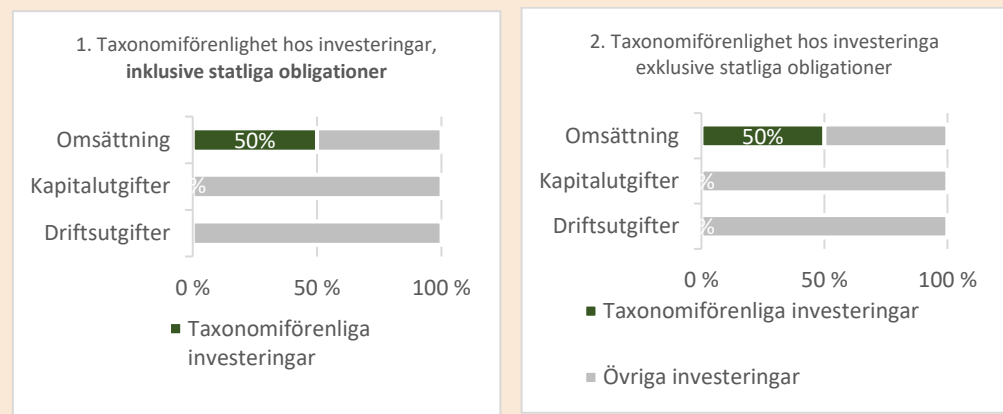 1. Taxonomiförenlighet hos investeringar,
inklusive statliga obligationer
Omsättning
50%
Kapitalutgifter
%
Driftsutgifter
0 %
50 %
100 %
Taxonomiförenliga
investeringar
2. Taxonomiförenlighet hos investeringa
exklusive statliga obligationer
Omsättning
50%
Kapitalutgifter
%
Driftsutgifter
%
0 %
50 %
100 %
Taxonomiförenliga investeringar
Övriga investeringar